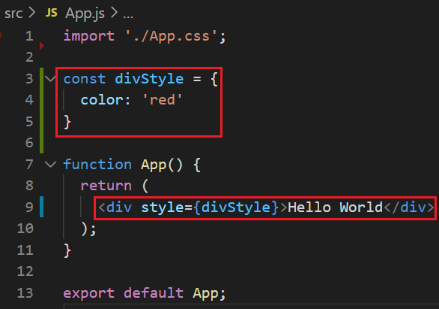 src > JS App.js > ...
1 import './App.css';
2
3 const divStyle = {
4 color: 'red'
5 }
6
7 function App() {
8 return (
9 <div style={divStyle}>Hello World</div>
10 );
11 }
12
13 export default App;